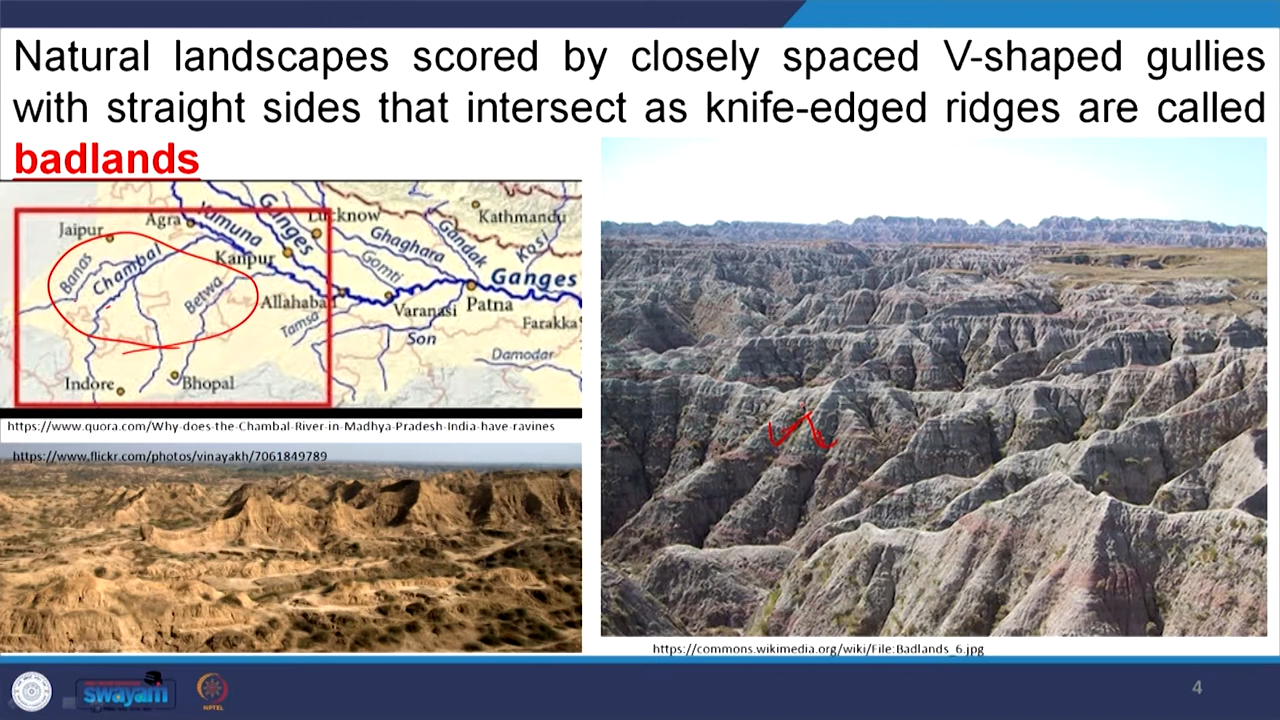 Natural landscapes scored by closely spaced V-shaped gullies
with straight sides that intersect as knife-edged ridges are called
badlands
Jaipur
Agra
Yumuna
Ganges
Lucknow
Kathmandu
Banas
Chambal
Kanpur
Ghaghara
Gandak
Kosi
Gomti
Ganges
Betwa
Allahabad
Varanasi
Patna
Tamsa
Son
Farakka
Damodar
Indore
Bhopal
https://www.quora.com/Why-does-the-Chambal-River-in-Madhya-Pradesh-India-have-ravines
https://www.flickr.com/photos/vinayakh/7061849789
https://commons.wikimedia.org/wiki/File:Badlands_6.jpg
swayam
NPTEL
4